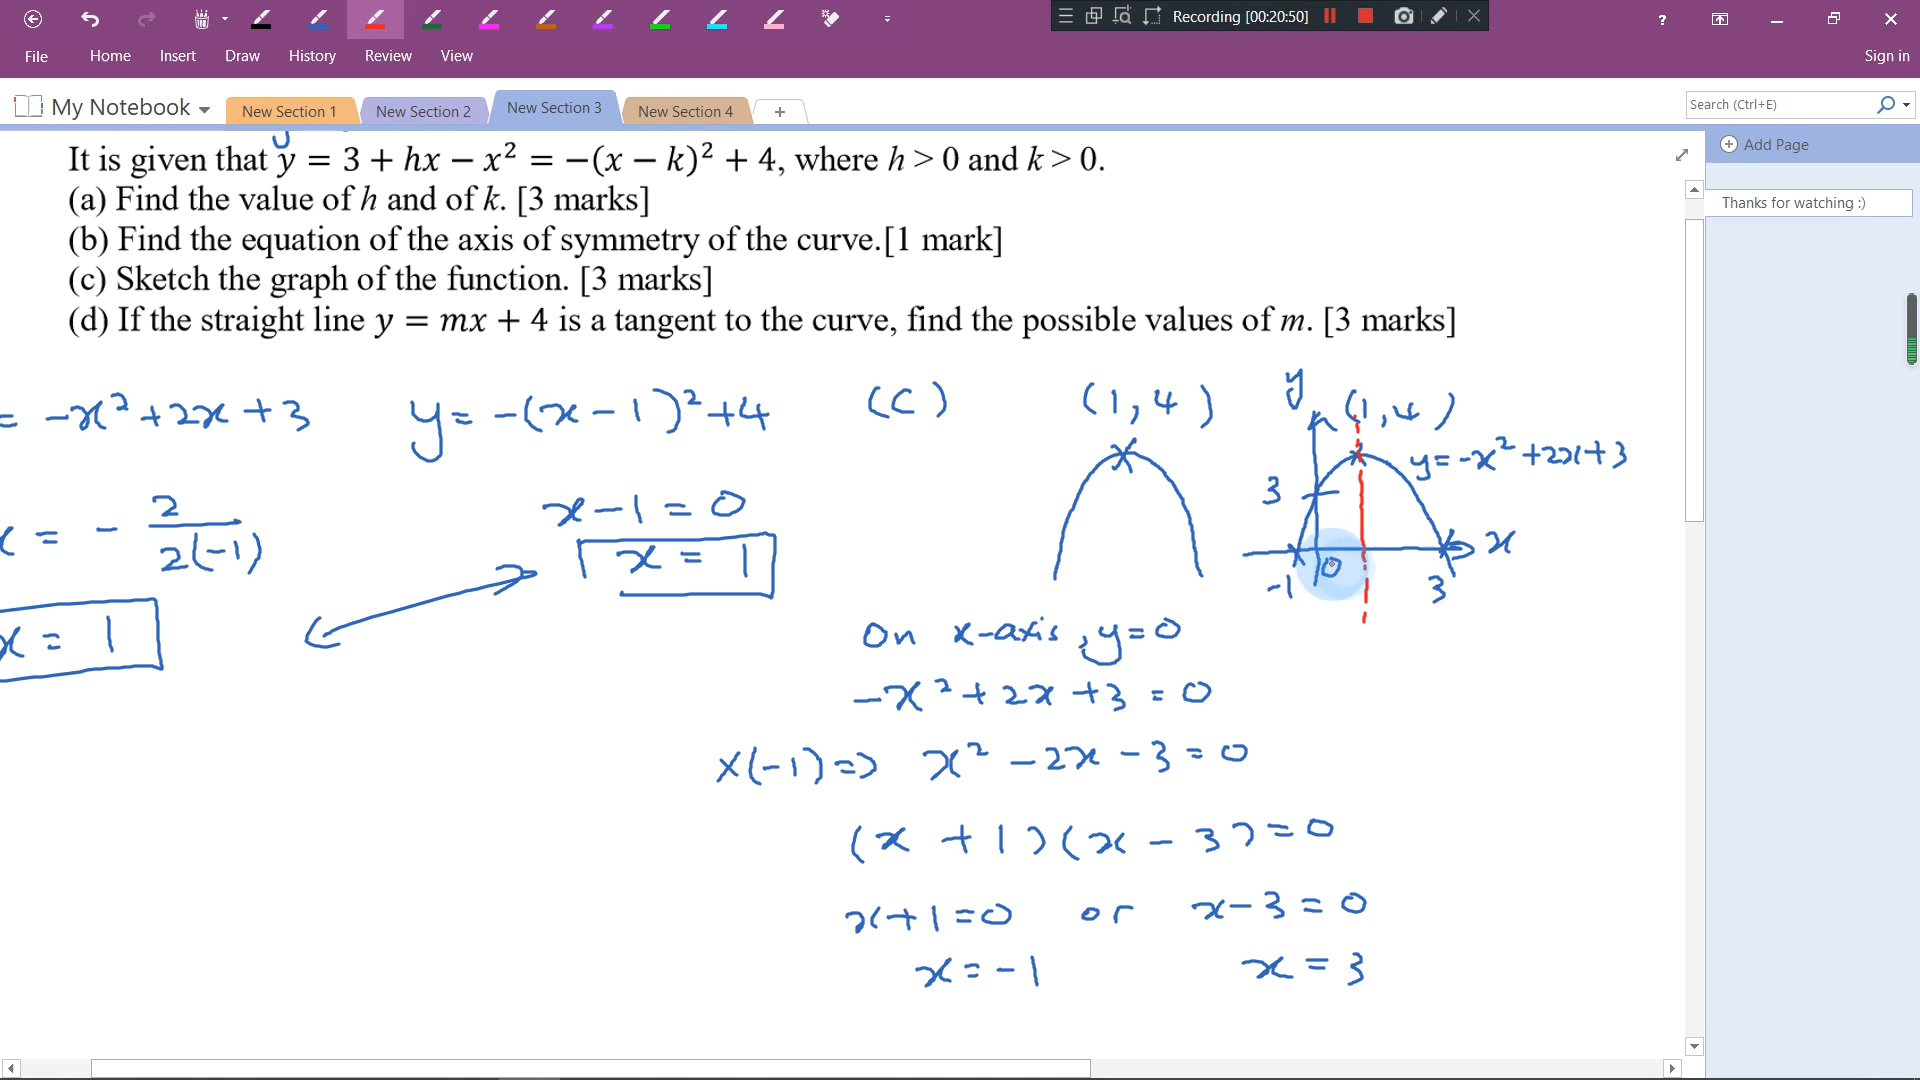 Recording [00:20:50]
?
File Home Insert Draw History Review View
Sign in
My Notebook
New Section 1
New Section 2
New Section 3
New Section 4
+
Search (Ctrl+E)
Add Page
Thanks for watching :)
It is given that y = 3 + hx − x² = −(x − k)² + 4, where h > 0 and k > 0.
(a) Find the value of h and of k. [3 marks]
(b) Find the equation of the axis of symmetry of the curve.[1 mark]
(c) Sketch the graph of the function. [3 marks]
(d) If the straight line y = mx + 4 is a tangent to the curve, find the possible values of m. [3 marks]
= -x² + 2x + 3
x = - 2/2(-1)
x = 1
y = -(x - 1)² + 4
x - 1 = 0
x = 1
(c)
(1, 4)
y
(1, 4)
y = -x² + 2x + 3
3
x
-1
0
3
On x-axis, y = 0
-x² + 2x + 3 = 0
x(-1) => x² - 2x - 3 = 0
(x + 1)(x - 3) = 0
x + 1 = 0 or x - 3 = 0
x = -1 x = 3